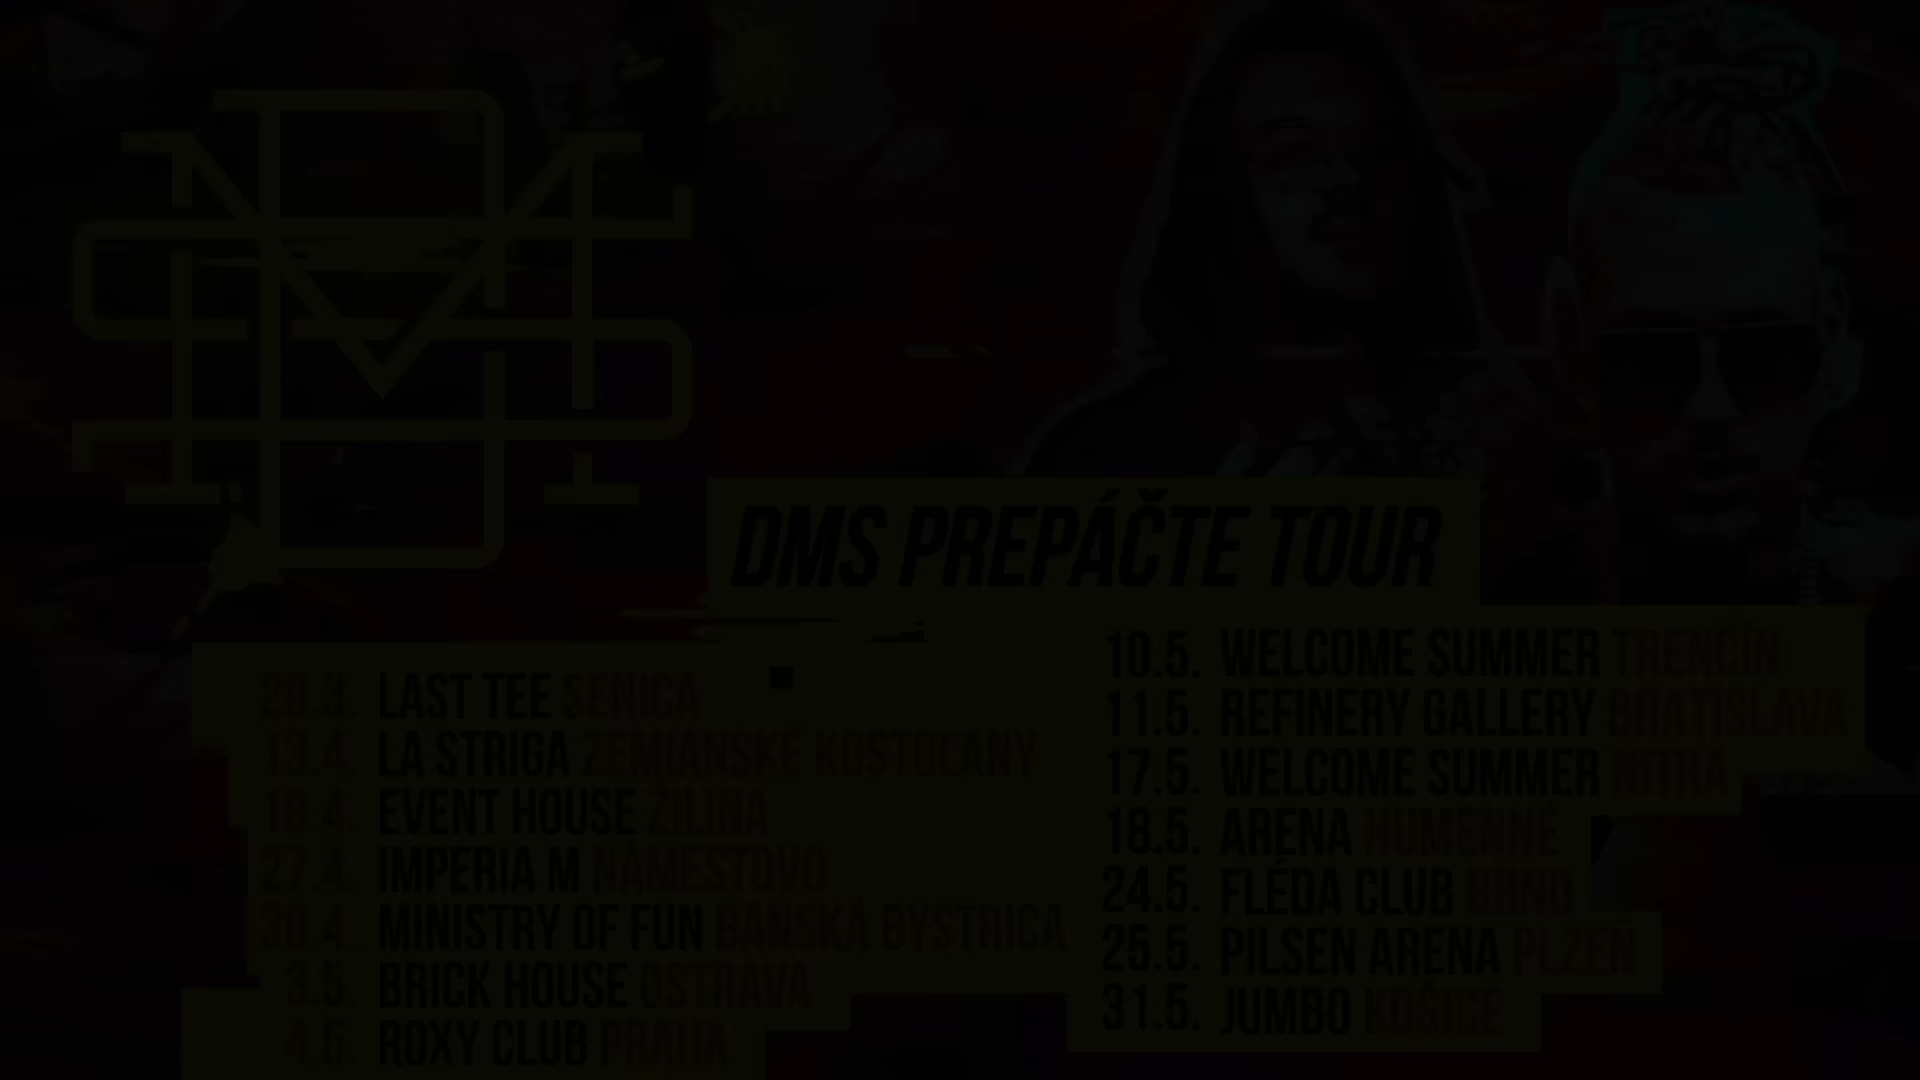 DMS PREPÁČTE TOUR
29.3. LAST TEE SENICA
13.4. LA STRIGA ZEMIANSKE KOSTOĽANY
EVENT HOUSE ŽILINA
27.4. IMPERIA M NÁMESTOVO
30.4. MINISTRY OF FUN BANSKÁ BYSTRICA
3.5. BRICK HOUSE OSTRAVA
4.5. ROXY CLUB PRAHA
10.5. WELCOME SUMMER TRENČÍN
11.5. REFINERY GALLERY BRATISLAVA
17.5. WELCOME SUMMER NITRA
18.5. ARENA HUMENNÉ
24.5. FLÉDA CLUB BRNO
25.5. PILSEN ARENA PLZEŇ
31.5. JUMBO KOŠICE